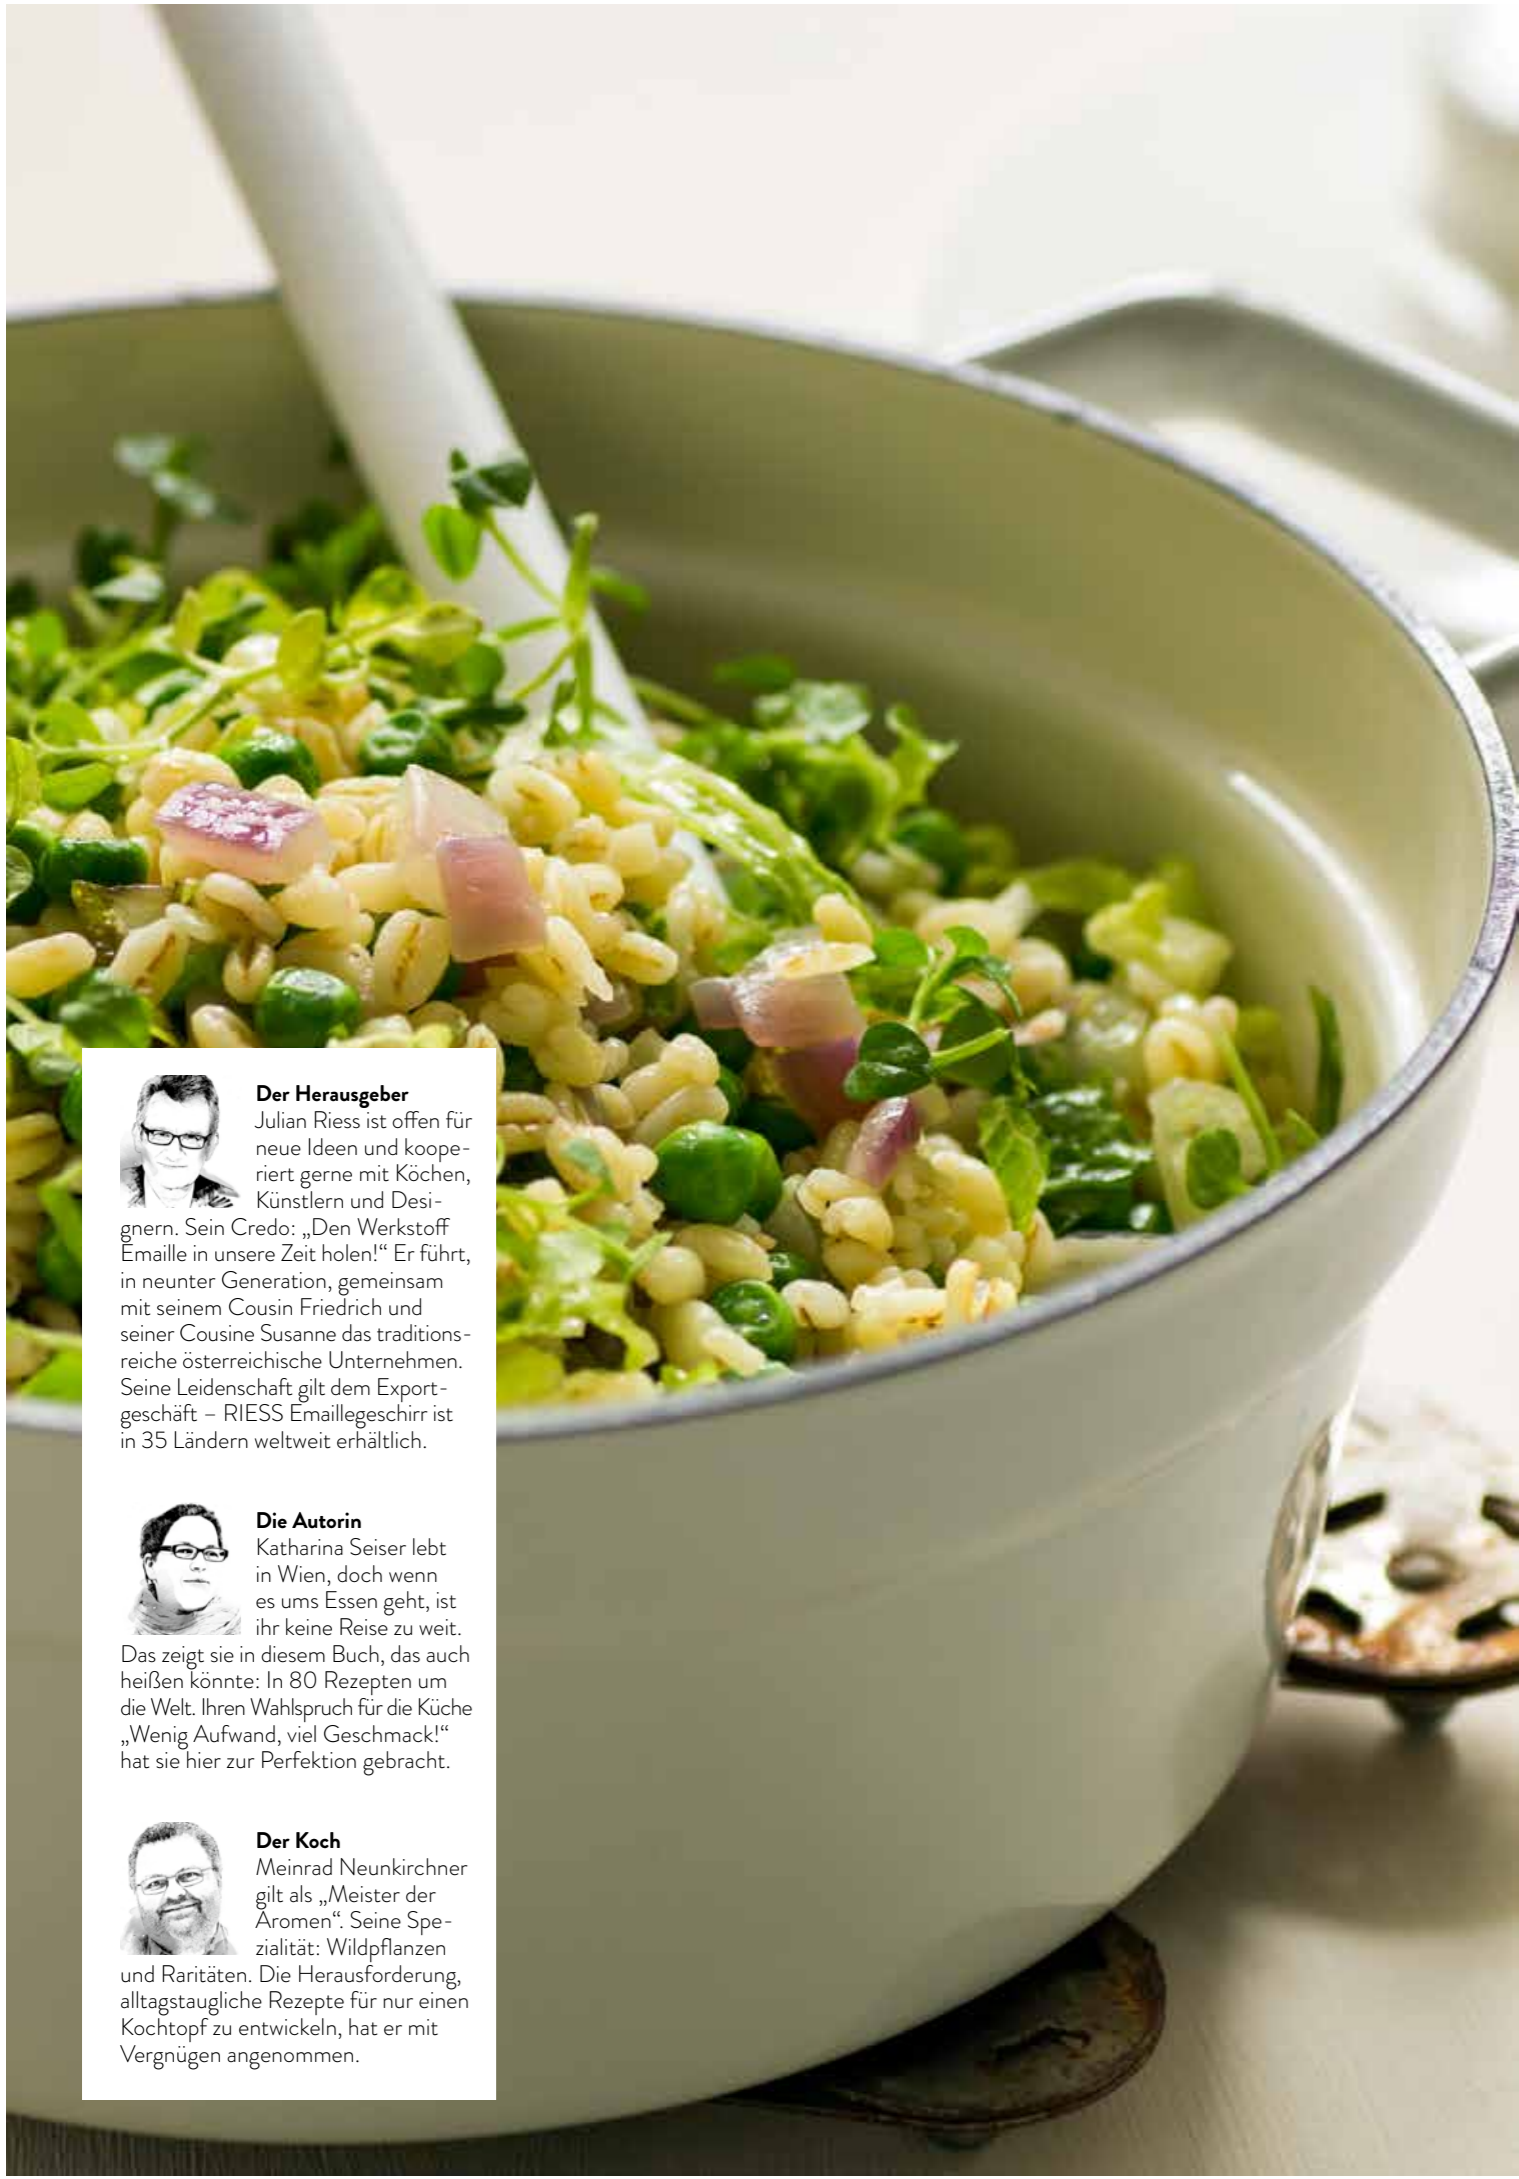 Der Herausgeber
Julian Riess ist offen für
neue Ideen und koope-
riert gerne mit Köchen,
Künstlern und Desi-
gnern. Sein Credo: „Den Werkstoff
Emaille in unsere Zeit holen!“ Er führt,
in neunter Generation, gemeinsam
mit seinem Cousin Friedrich und
seiner Cousine Susanne das traditions-
reiche österreichische Unternehmen.
Seine Leidenschaft gilt dem Export-
geschäft – RIESS Emaillegeschirr ist
in 35 Ländern weltweit erhältlich.
Die Autorin
Katharina Seiser lebt
in Wien, doch wenn
es ums Essen geht, ist
ihr keine Reise zu weit.
Das zeigt sie in diesem Buch, das auch
heißen könnte: In 80 Rezepten um
die Welt. Ihren Wahlspruch für die Küche
„Wenig Aufwand, viel Geschmack!“
hat sie hier zur Perfektion gebracht.
Der Koch
Meinrad Neunkirchner
gilt als „Meister der
Aromen“. Seine Spe-
zialität: Wildpflanzen
und Raritäten. Die Herausforderung,
alltagstaugliche Rezepte für nur einen
Kochtopf zu entwickeln, hat er mit
Vergnügen angenommen.